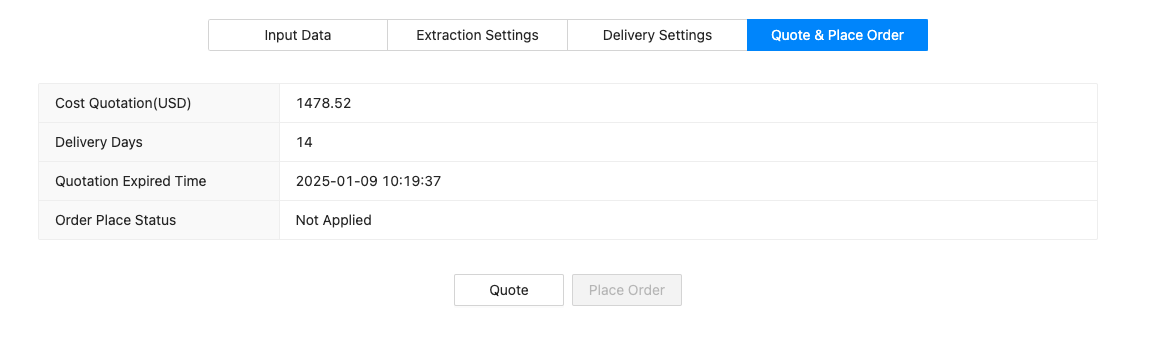 Input Data Extraction Settings Delivery Settings Quote & Place Order
Cost Quotation(USD) 1478.52
Delivery Days 14
Quotation Expired Time 2025-01-09 10:19:37
Order Place Status Not Applied
Quote Place Order